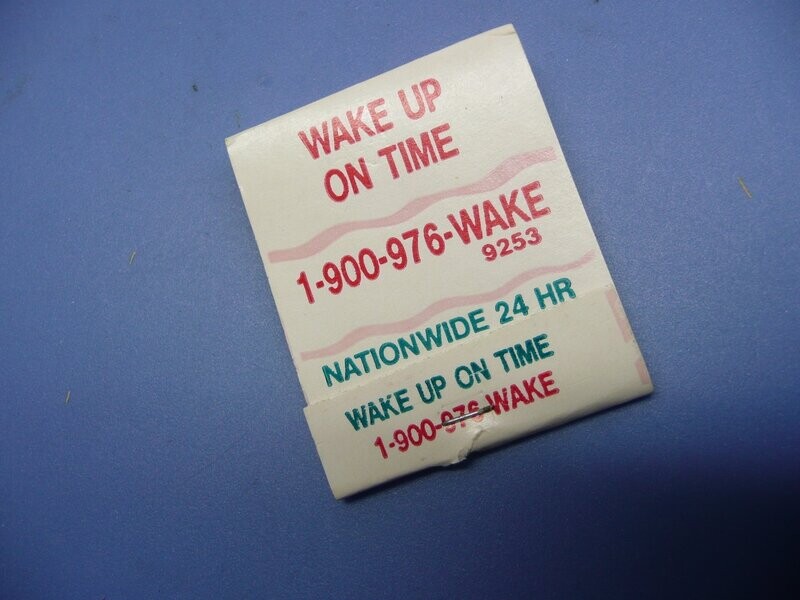 WAKE UP
ON TIME
1-900-976-WAKE
9253
NATIONWIDE 24 HR
WAKE UP ON TIME
1-900-976-WAKE